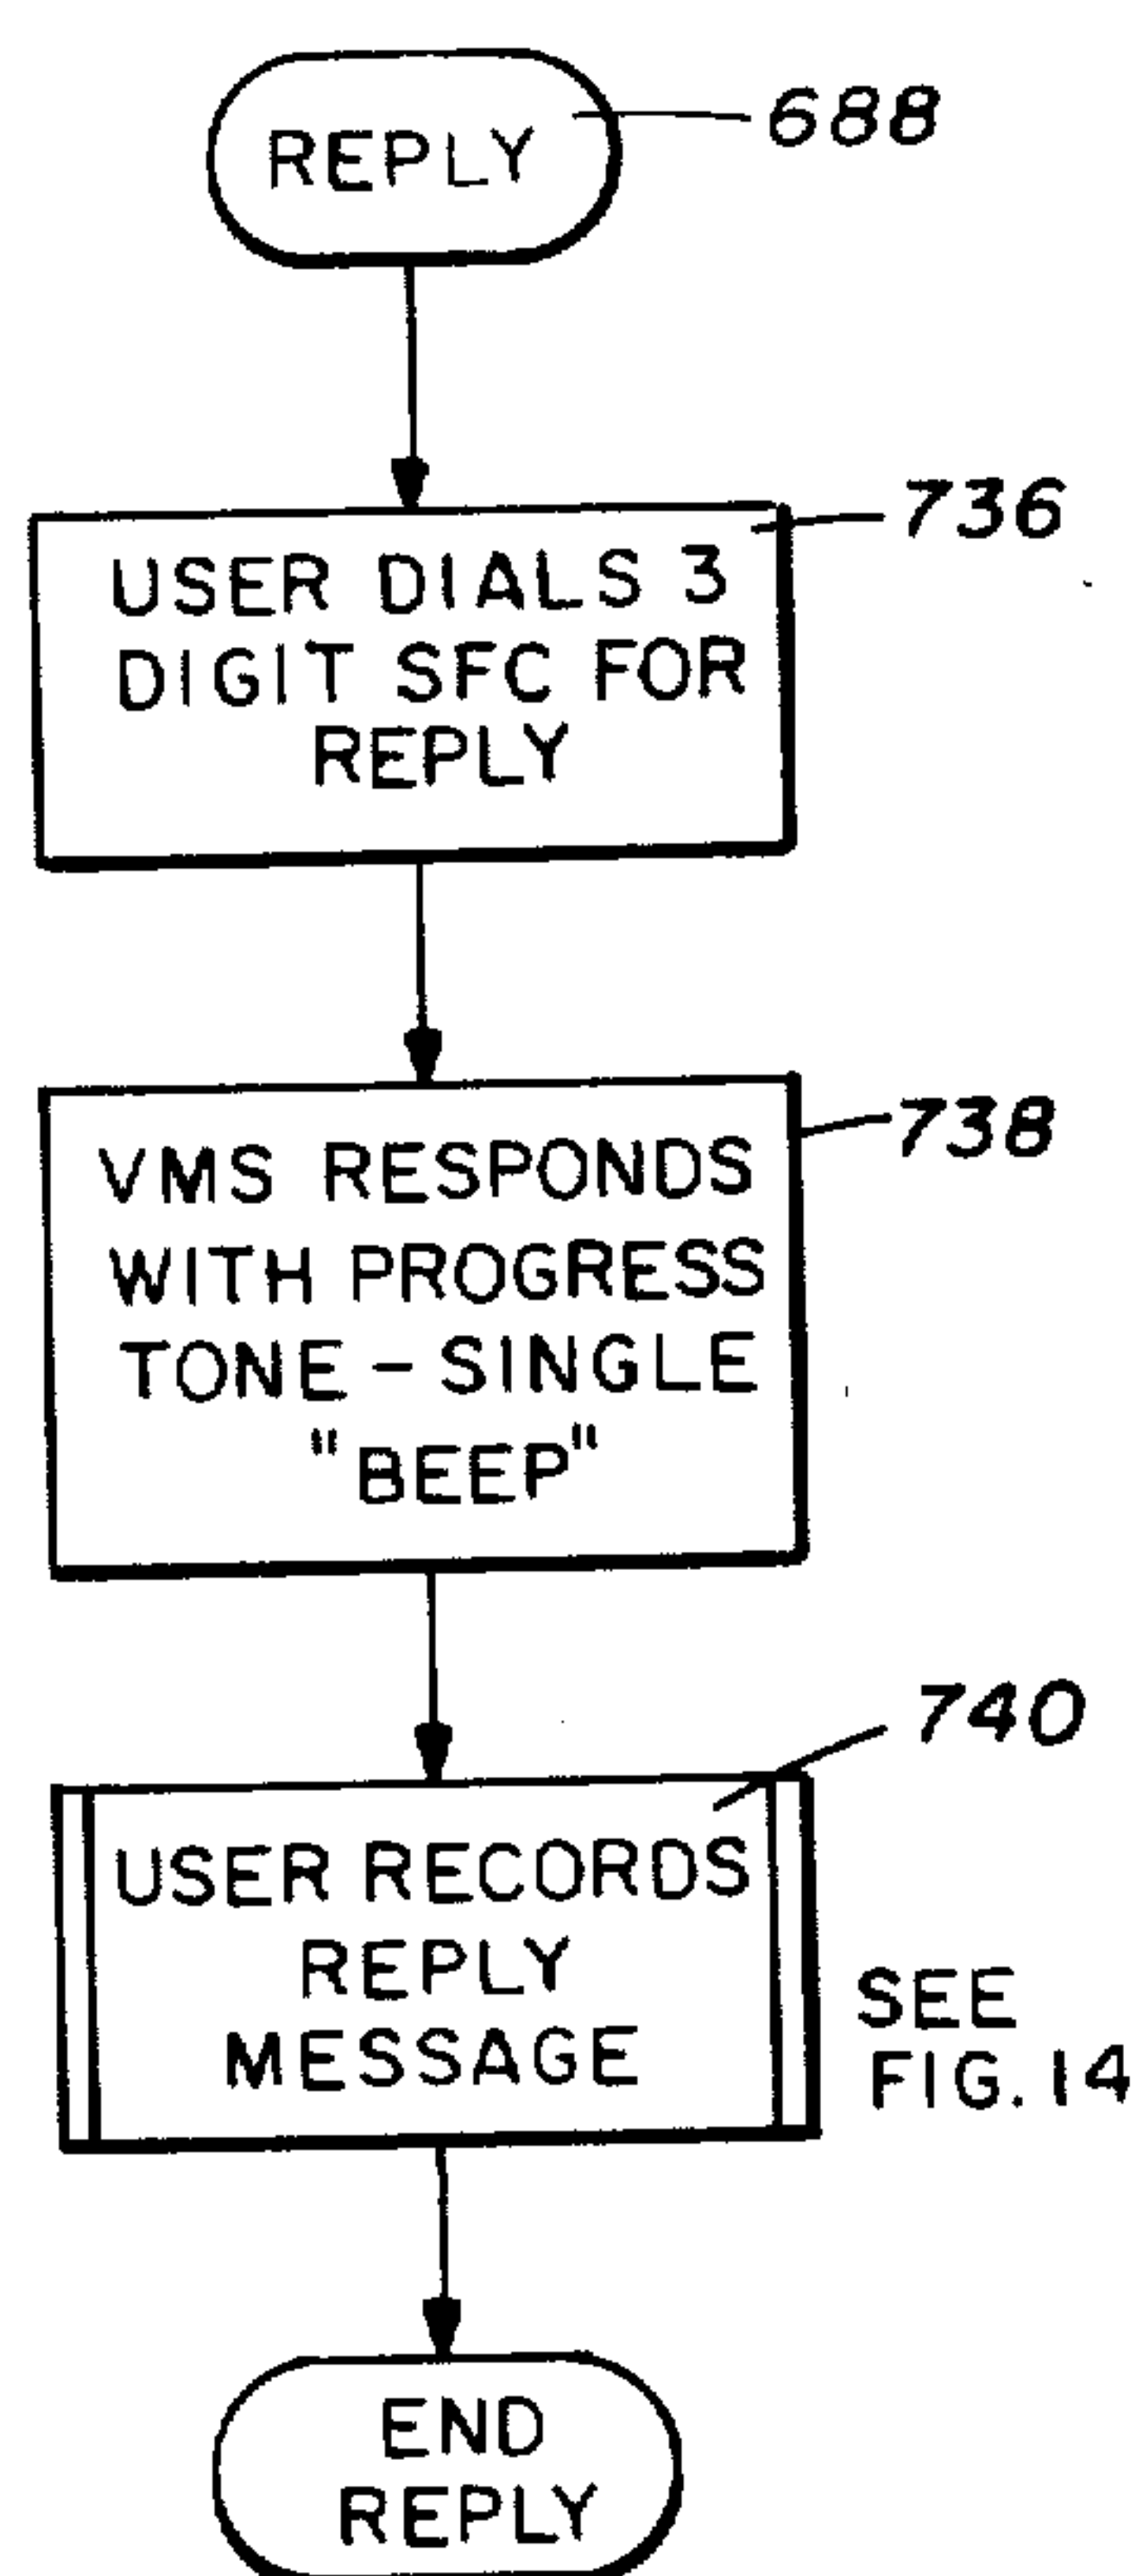 REPLY
688
736
USER DIALS 3
DIGIT SFC FOR
REPLY
738
VMS RESPONDS
WITH PROGRESS
TONE - SINGLE
"BEEP"
740
USER RECORDS
REPLY
MESSAGE
SEE
FIG. 14
END
REPLY